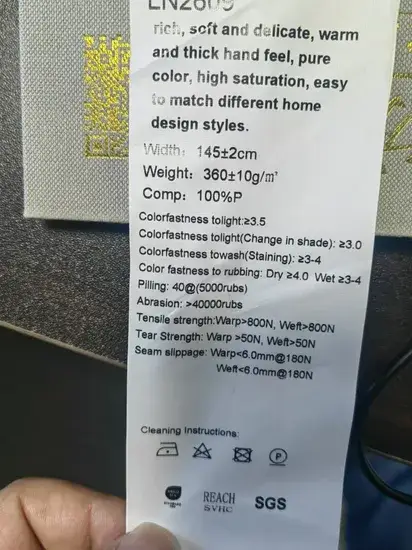 LN2609
rich, soft and delicate, warm
and thick hand feel, pure
color, high saturation, easy
to match different home
design styles.
Width: 145±2cm
Weight: 360±10g/m²
Comp: 100%P
Colorfastness tolight:≥3.5
Colorfastness tolight(Change in shade): ≥3.0
Colorfastness towash(Staining): ≥3-4
Color fastness to rubbing: Dry ≥4.0 Wet ≥3-4
Pilling: 40@(5000rubs)
Abrasion: >40000rubs
Tensile strength:Warp>800N, Weft>800N
Tear Strength: Warp >50N, Weft>50N
Seam slippage: Warp<6.0mm@180N
Weft<6.0mm@180N
Cleaning Instructions:
P
REACH
SVHC
SGS